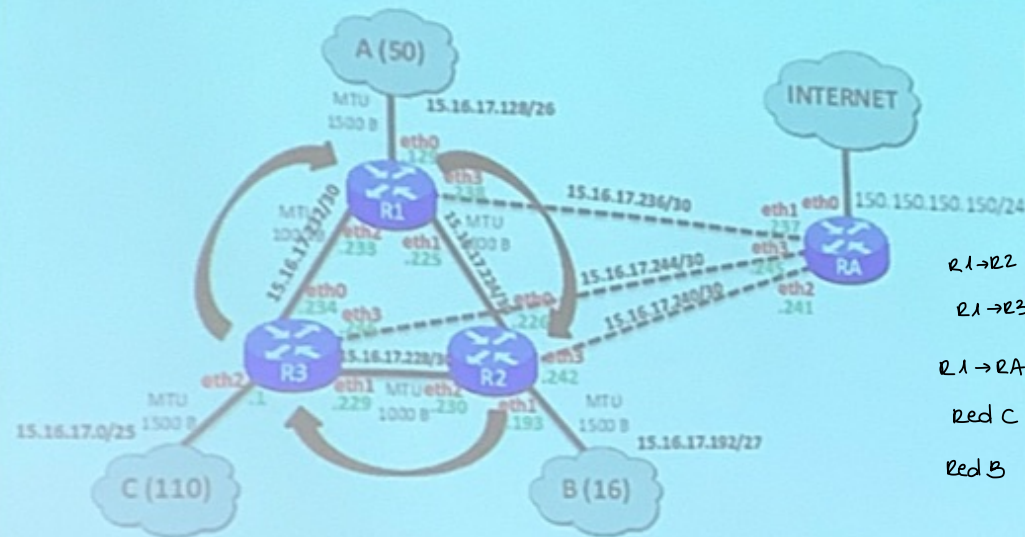 A (50)
MTU
1500 B
15.16.17.128/26
eth0
.129
eth3
.238
R1
15.16.17.232/30
MTU
eth2
.233
eth1
.225
MTU
15.16.17.236/30
INTERNET
150.150.150.150/24
eth0
eth1
.237
eth3
RA
eth2
.241
15.16.17.244/30
15.16.17.240/30
eth0
.234
eth3
R3
15.16.17.228/30
eth0
.226
R2
eth3
.242
eth2
.1
eth1
.229
MTU
1000 B
eth2
.230
eth1
.193
MTU
1500 B
15.16.17.0/25
MTU
1500 B
15.16.17.192/27
C (110)
B (16)
R1→R2
R1→R3
R1→RA
Red C
Red B